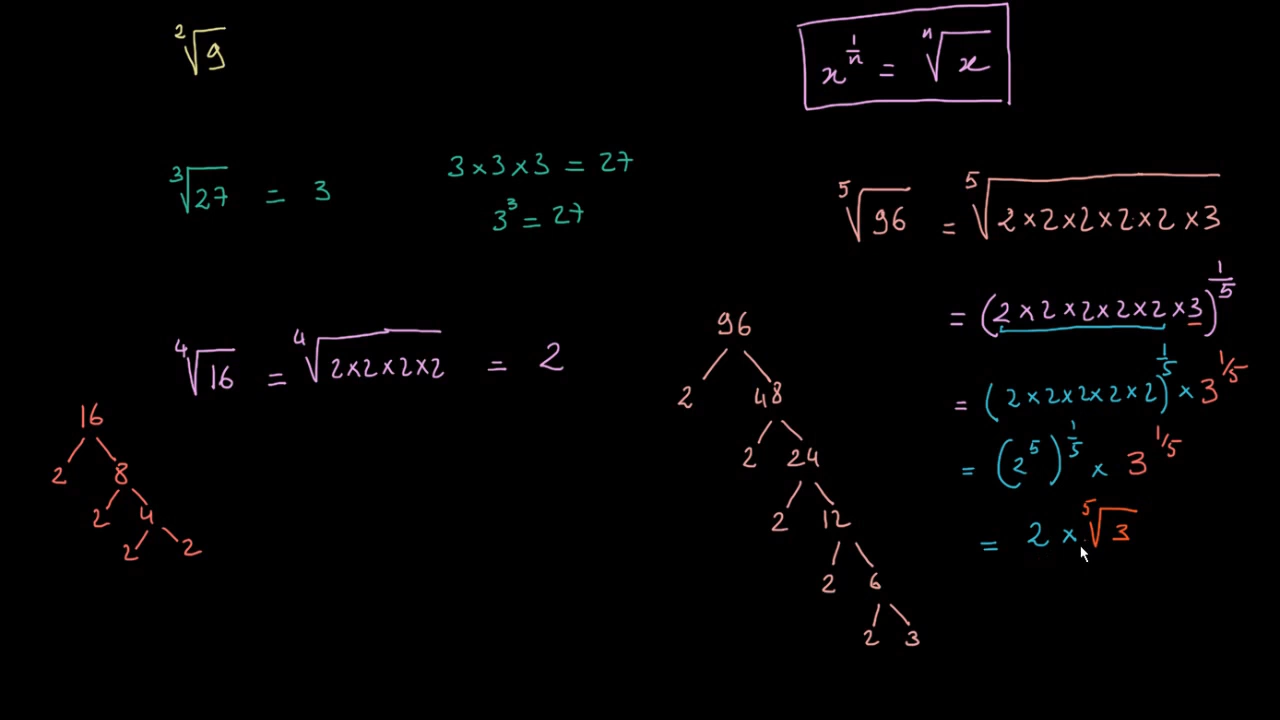 ²√9
x^(1/n) = ⁿ√x
³√27 = 3
3×3×3 = 27
3³ = 27
⁴√16 = ⁴√(2×2×2×2) = 2
16
2 8
2 4
2 2
⁵√96 = ⁵√(2×2×2×2×2×3)
= (2×2×2×2×2×3)^(1/5)
= (2×2×2×2×2)^(1/5) × 3^(1/5)
= (2⁵)^(1/5) × 3^(1/5)
= 2 × ⁵√3
96
2 48
2 24
2 12
2 6
2 3